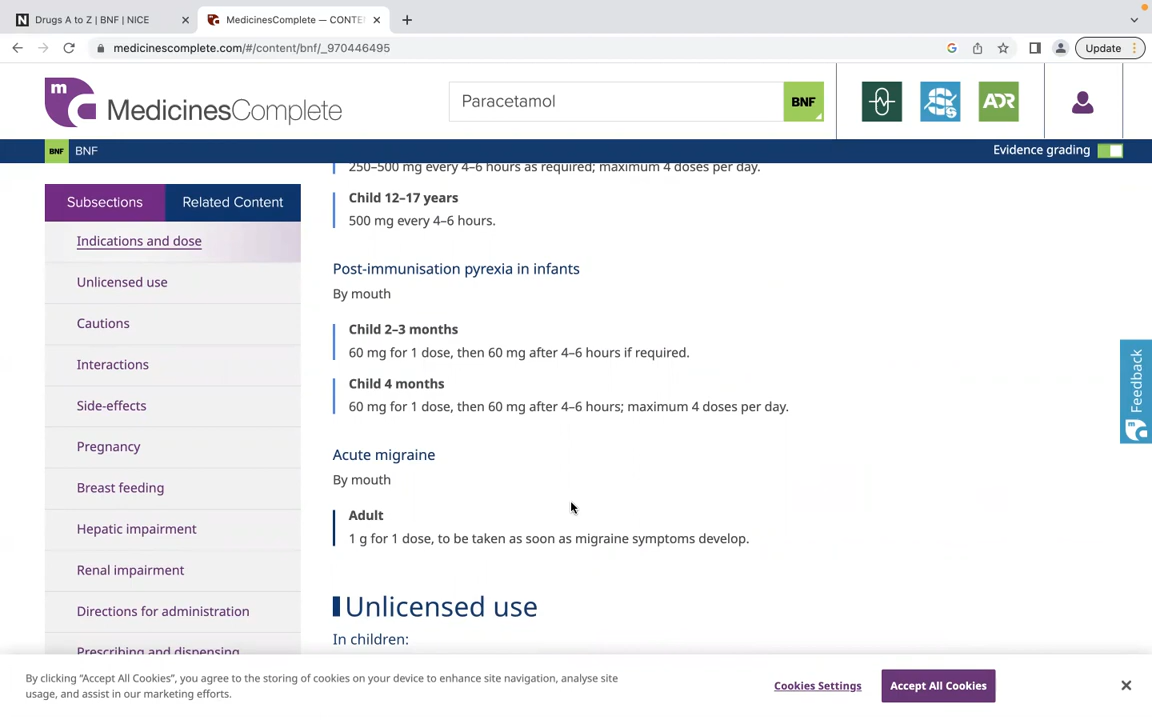 Drugs A to Z | BNF | NICE
MedicinesComplete — CONTE
medicinescomplete.com/#/content/bnf/_970446495
Update
m
MedicinesComplete
Paracetamol
BNF
ADR
BNF
BNF
Evidence grading
Subsections
Related Content
Indications and dose
Unlicensed use
Cautions
Interactions
Side-effects
Pregnancy
Breast feeding
Hepatic impairment
Renal impairment
Directions for administration
Prescribing and dispensing
250–500 mg every 4–6 hours as required; maximum 4 doses per day.
Child 12–17 years
500 mg every 4–6 hours.
Post-immunisation pyrexia in infants
By mouth
Child 2–3 months
60 mg for 1 dose, then 60 mg after 4–6 hours if required.
Child 4 months
60 mg for 1 dose, then 60 mg after 4–6 hours; maximum 4 doses per day.
Acute migraine
By mouth
Adult
1 g for 1 dose, to be taken as soon as migraine symptoms develop.
Unlicensed use
In children:
Feedback
m
By clicking “Accept All Cookies”, you agree to the storing of cookies on your device to enhance site navigation, analyse site
usage, and assist in our marketing efforts.
Cookies Settings
Accept All Cookies